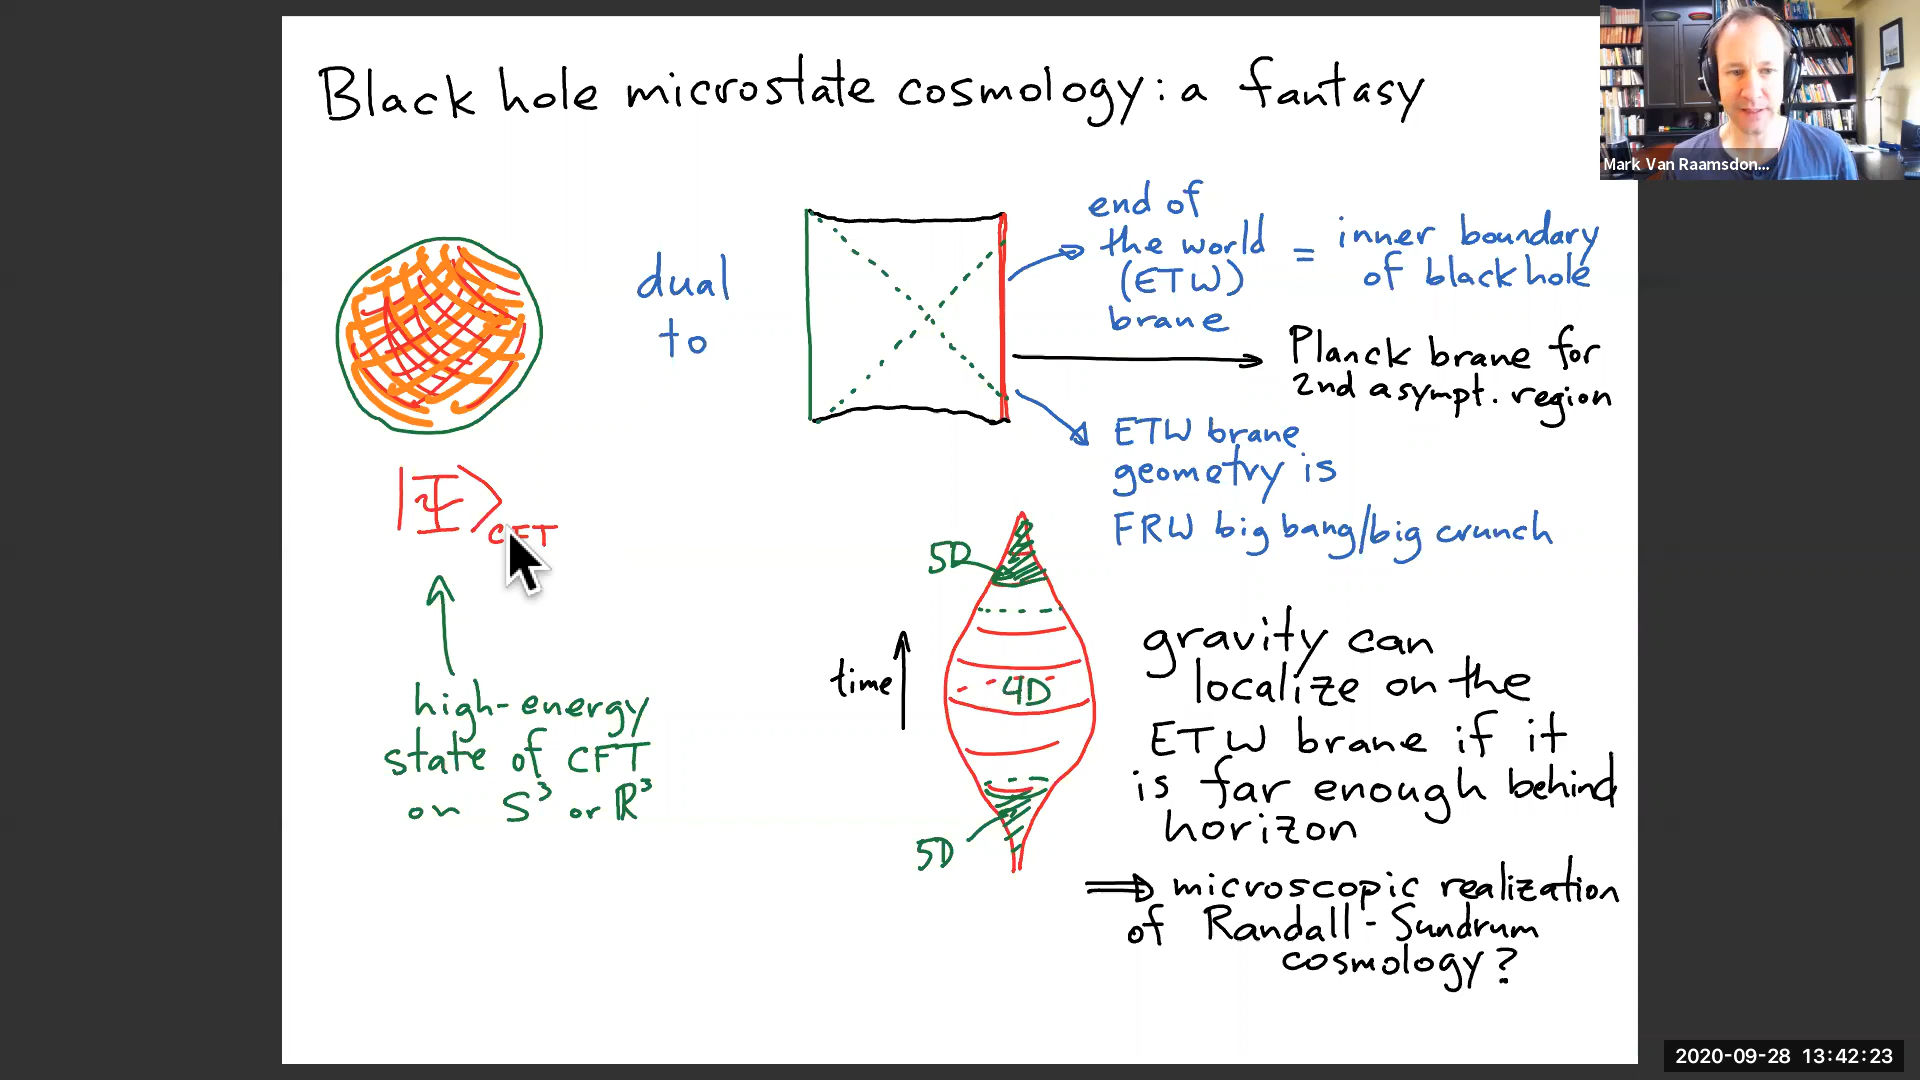 Black hole microstate cosmology: a fantasy
Mark Van Raamsdon...
dual
to
end of
the world
(ETW)
brane
= inner boundary
of black hole
Planck brane for
2nd asympt. region
ETW brane
geometry is
FRW big bang/big crunch
|Ψ⟩CFT
high-energy
state of CFT
on S³ or ℝ³
5D
time
4D
5D
gravity can
localize on the
ETW brane if it
is far enough behind
horizon
⇒ microscopic realization
of Randall-Sundrum
cosmology?
2020-09-28 13:42:23